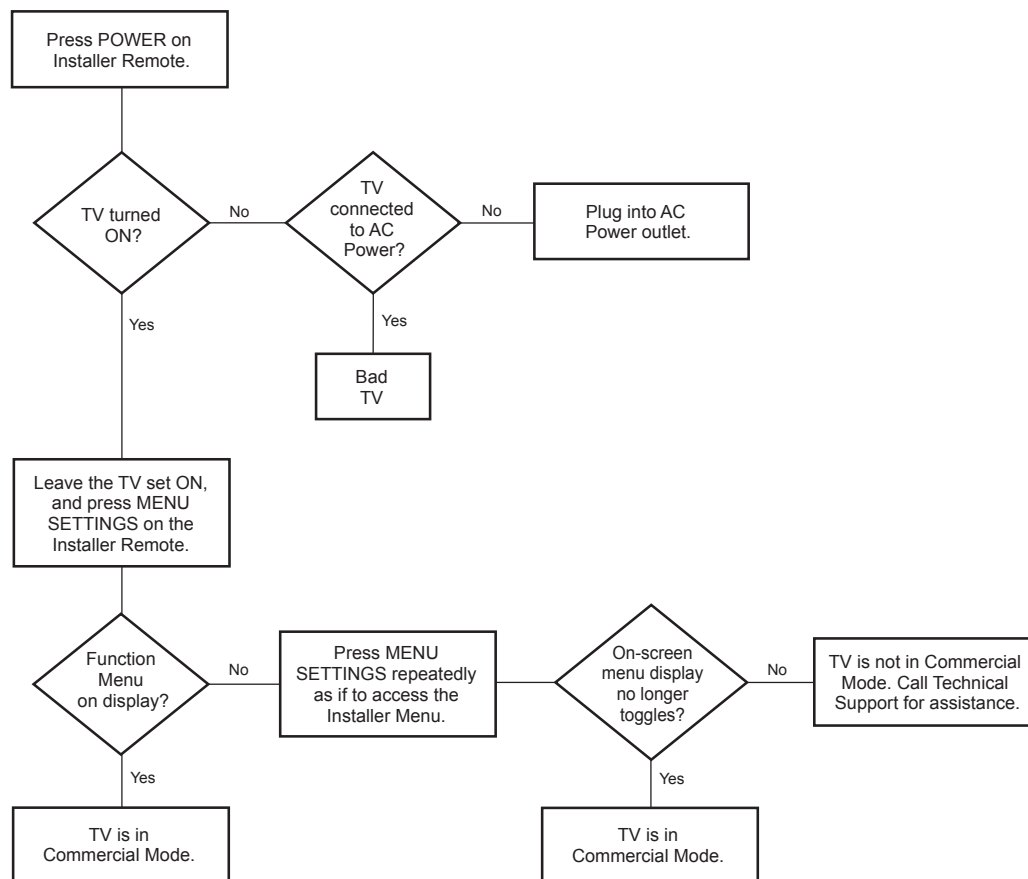 Press POWER on
Installer Remote.
TV turned
ON?
No
TV
connected
to AC
Power?
No
Plug into AC
Power outlet.
Yes
Yes
Bad
TV
Leave the TV set ON,
and press MENU
SETTINGS on the
Installer Remote.
Function
Menu
on display?
No
Press MENU
SETTINGS repeatedly
as if to access the
Installer Menu.
On-screen
menu display
no longer
toggles?
No
TV is not in Commercial
Mode. Call Technical
Support for assistance.
Yes
Yes
TV is in
Commercial Mode.
TV is in
Commercial Mode.